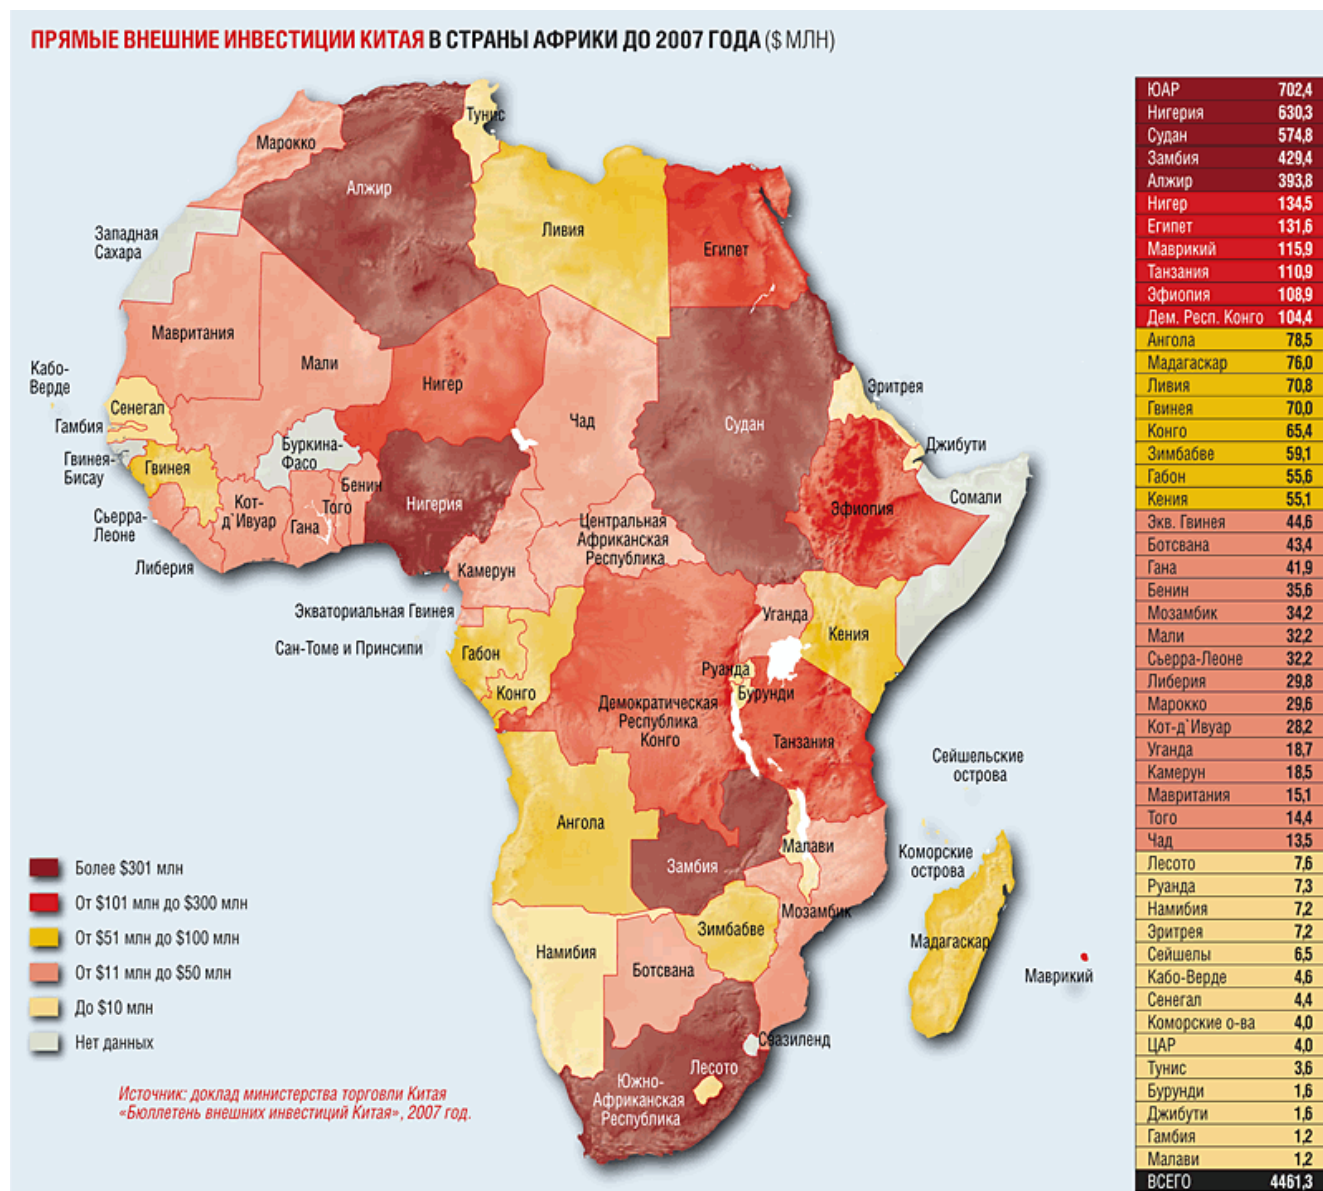 ПРЯМЫЕ ВНЕШНИЕ ИНВЕСТИЦИИ КИТАЯ В СТРАНЫ АФРИКИ ДО 2007 ГОДА ($ МЛН)
Тунис
Марокко
Алжир
Ливия
Египет
Западная
Сахара
Мавритания
Мали
Нигер
Чад
Судан
Эритрея
Кабо-
Верде
Сенегал
Гамбия
Гвинея-
Бисау
Гвинея
Буркина-
Фасо
Джибути
Сомали
Бенин
Кот-
д`Ивуар
Гана
Того
Нигерия
Эфиопия
Сьерра-
Леоне
Либерия
Центральная
Африканская
Республика
Камерун
Экваториальная Гвинея
Сан-Томе и Принсипи
Габон
Конго
Уганда
Кения
Руанда
Бурунди
Демократическая
Республика
Конго
Танзания
Сейшельские
острова
Ангола
Замбия
Малави
Коморские
острова
Мозамбик
Зимбабве
Намибия
Ботсвана
Мадагаскар
Маврикий
Свазиленд
Лесото
Южно-
Африканская
Республика
Более $301 млн
От $101 млн до $300 млн
От $51 млн до $100 млн
От $11 млн до $50 млн
До $10 млн
Нет данных
Источник: доклад министерства торговли Китая
«Бюллетень внешних инвестиций Китая», 2007 год.
ЮАР 702,4
Нигерия 630,3
Судан 574,8
Замбия 429,4
Алжир 393,8
Нигер 134,5
Египет 131,6
Маврикий 115,9
Танзания 110,9
Эфиопия 108,9
Дем. Респ. Конго 104,4
Ангола 78,5
Мадагаскар 76,0
Ливия 70,8
Гвинея 70,0
Конго 65,4
Зимбабве 59,1
Габон 55,6
Кения 55,1
Экв. Гвинея 44,6
Ботсвана 43,4
Гана 41,9
Бенин 35,6
Мозамбик 34,2
Мали 32,2
Сьерра-Леоне 32,2
Либерия 29,8
Марокко 29,6
Кот-д`Ивуар 28,2
Уганда 18,7
Камерун 18,5
Мавритания 15,1
Того 14,4
Чад 13,5
Лесото 7,6
Руанда 7,3
Намибия 7,2
Эритрея 7,2
Сейшелы 6,5
Кабо-Верде 4,6
Сенегал 4,4
Коморские о-ва 4,0
ЦАР 4,0
Тунис 3,6
Бурунди 1,6
Джибути 1,6
Гамбия 1,2
Малави 1,2
ВСЕГО 4461,3